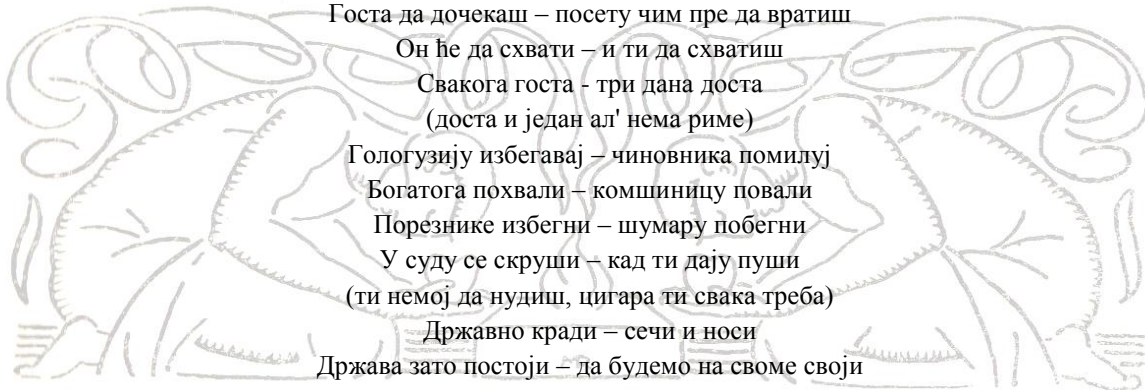 Госта да дочекаш – посету чим пре да вратиш
Он ће да схвати – и ти да схватиш
Свакога госта - три дана доста
(доста и један ал' нема риме)
Гологузију избегавај – чиновника помилуј
Богатога похвали – комшиницу повали
Порезнике избегни – шумару побегни
У суду се скруши – кад ти дају пуши
(ти немој да нудиш, цигара ти свака треба)
Државно кради – сечи и носи
Држава зато постоји – да будемо на своме своји